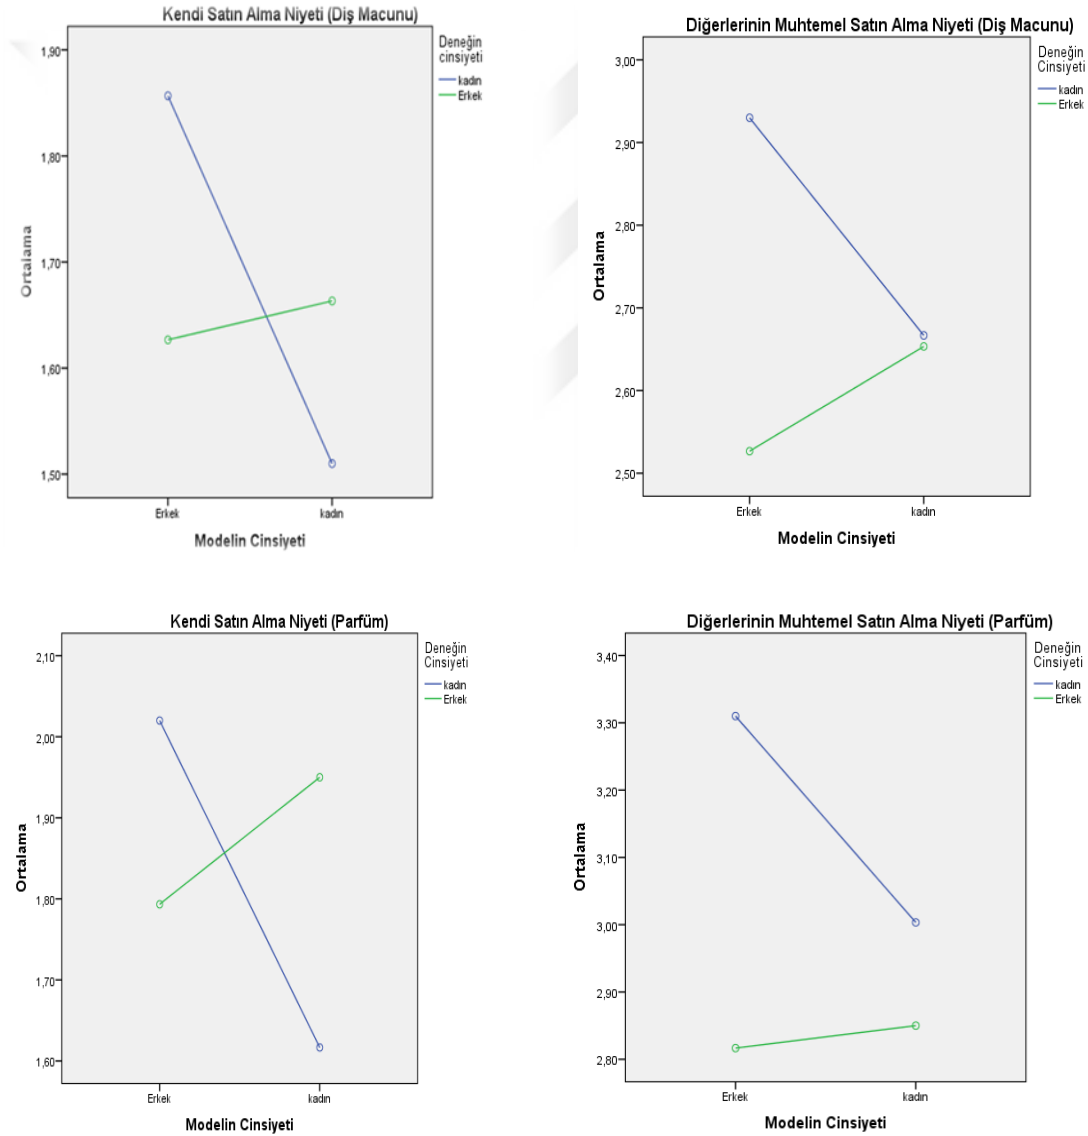 Kendi Satın Alma Niyeti (Diş Macunu)
Deneğin
cinsiyeti
kadın
Erkek
1,90
1,80
1,70
1,60
1,50
Ortalama
Erkek
kadın
Modelin Cinsiyeti
Diğerlerinin Muhtemel Satın Alma Niyeti (Diş Macunu)
Deneğin
Cinsiyeti
kadın
Erkek
3,00
2,90
2,80
2,70
2,60
2,50
Ortalama
Erkek
kadın
Modelin Cinsiyeti
Kendi Satın Alma Niyeti (Parfüm)
Deneğin
Cinsiyeti
kadın
Erkek
2,10
2,00
1,90
1,80
1,70
1,60
Ortalama
Erkek
kadın
Modelin Cinsiyeti
Diğerlerinin Muhtemel Satın Alma Niyeti (Parfüm)
Deneğin
Cinsiyeti
kadın
Erkek
3,40
3,30
3,20
3,10
3,00
2,90
2,80
Ortalama
Erkek
kadın
Modelin Cinsiyeti